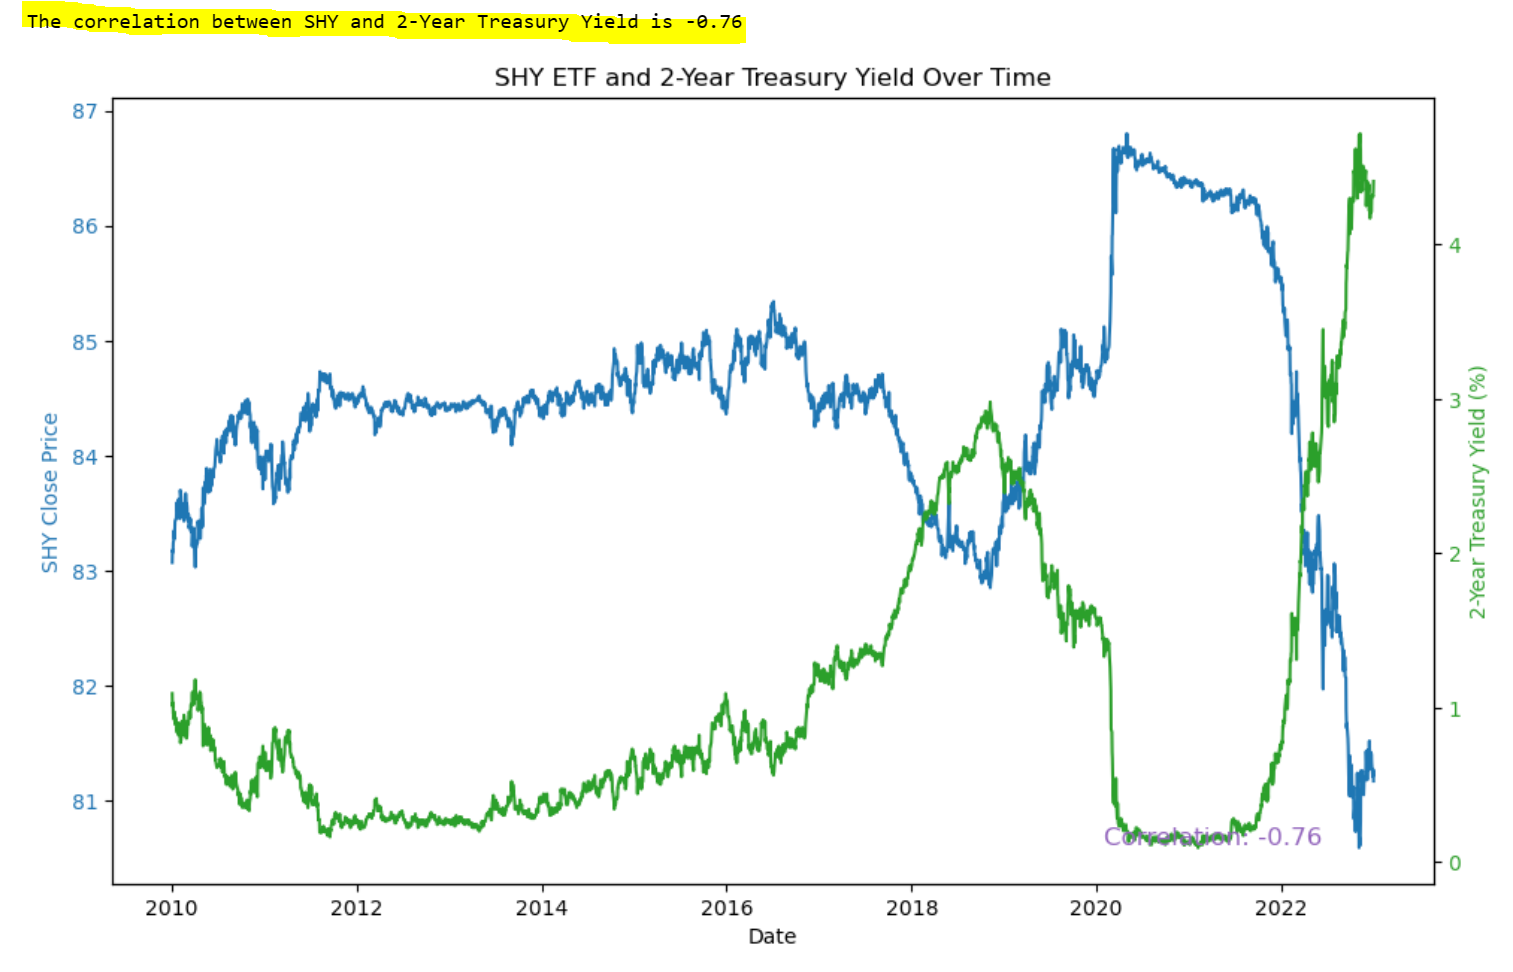 The correlation between SHY and 2-Year Treasury Yield is -0.76
SHY ETF and 2-Year Treasury Yield Over Time
87
86
85
84
83
82
81
SHY Close Price
4
3
2
1
0
2-Year Treasury Yield (%)
Correlation: -0.76
2010 2012 2014 2016 2018 2020 2022
Date